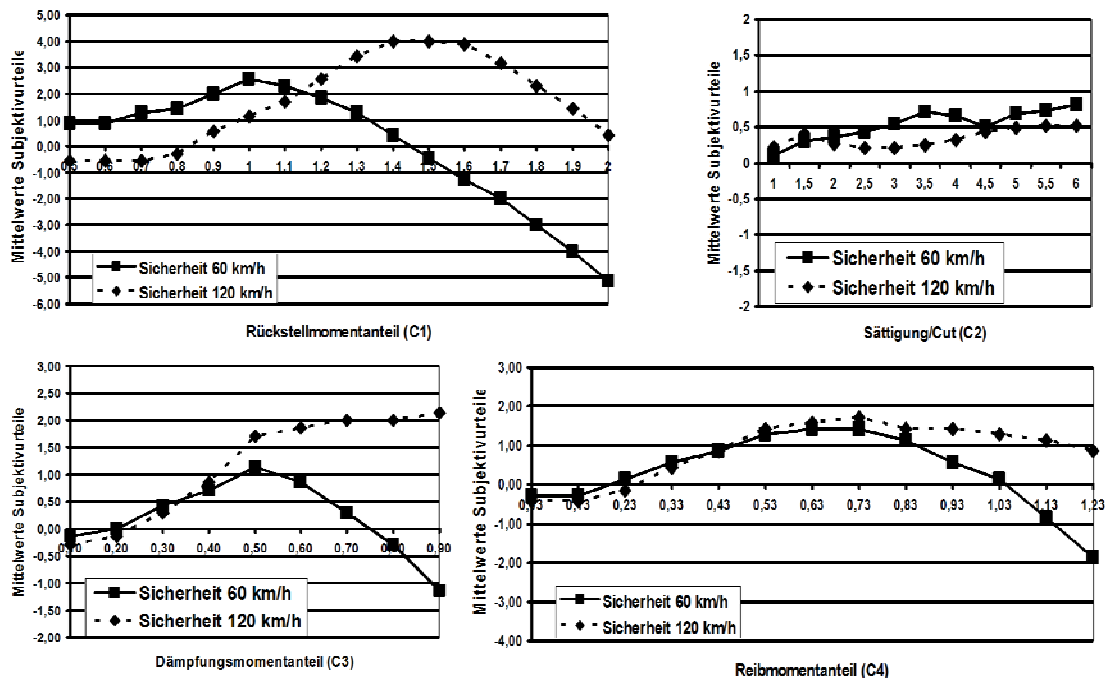 5,00
4,00
3,00
2,00
1,00
0,00
-1,00
-2,00
-3,00
-4,00
-5,00
-6,00
Mittelwerte Subjektivurteile
0,5 0,6 0,7 0,8 0,9 1 1,1 1,2 1,3 1,4 1,5 1,6 1,7 1,8 1,9 2
Sicherheit 60 km/h
Sicherheit 120 km/h
Rückstellmomentanteil (C1)
2
1,5
1
0,5
0
-0,5
-1
-1,5
-2
Mittelwerte Subjektivurteile
1 1,5 2 2,5 3 3,5 4 4,5 5 5,5 6
Sicherheit 60 km/h
Sicherheit 120 km/h
Sättigung/Cut (C2)
3,00
2,50
2,00
1,50
1,00
0,50
0,00
-0,50
-1,00
-1,50
-2,00
Mittelwerte Subjektivurteile
0,20 0,30 0,40 0,50 0,60 0,70 0,90
Sicherheit 60 km/h
Sicherheit 120 km/h
Dämpfungsmomentanteil (C3)
3,00
2,00
1,00
0,00
-1,00
-2,00
-3,00
-4,00
Mittelwerte Subjektivurteile
0,23 0,33 0,43 0,53 0,63 0,73 0,83 0,93 1,03 1,13 1,23
Sicherheit 60 km/h
Sicherheit 120 km/h
Reibmomentanteil (C4)